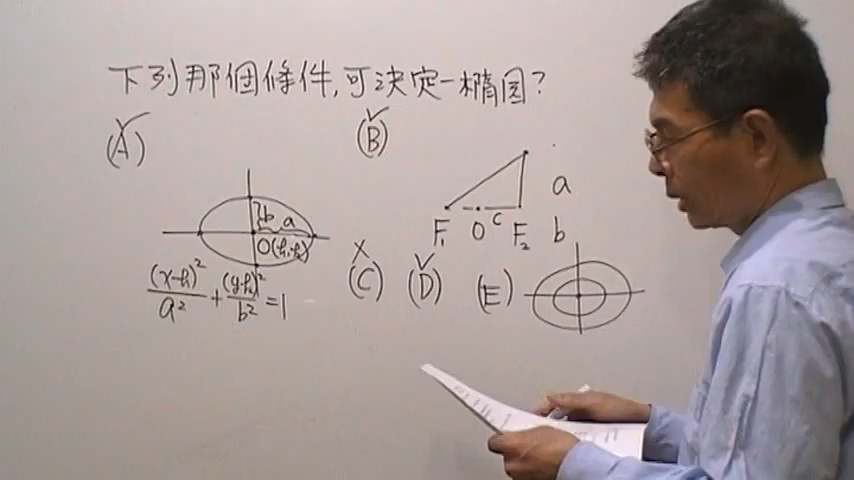 下列那個條件,可決定一橢圓?
(A) (B)
b a
O(h,k)
(x-h)²/a² + (y-k)²/b² = 1
a
F₁ O c F₂ b
(C) (D) (E)